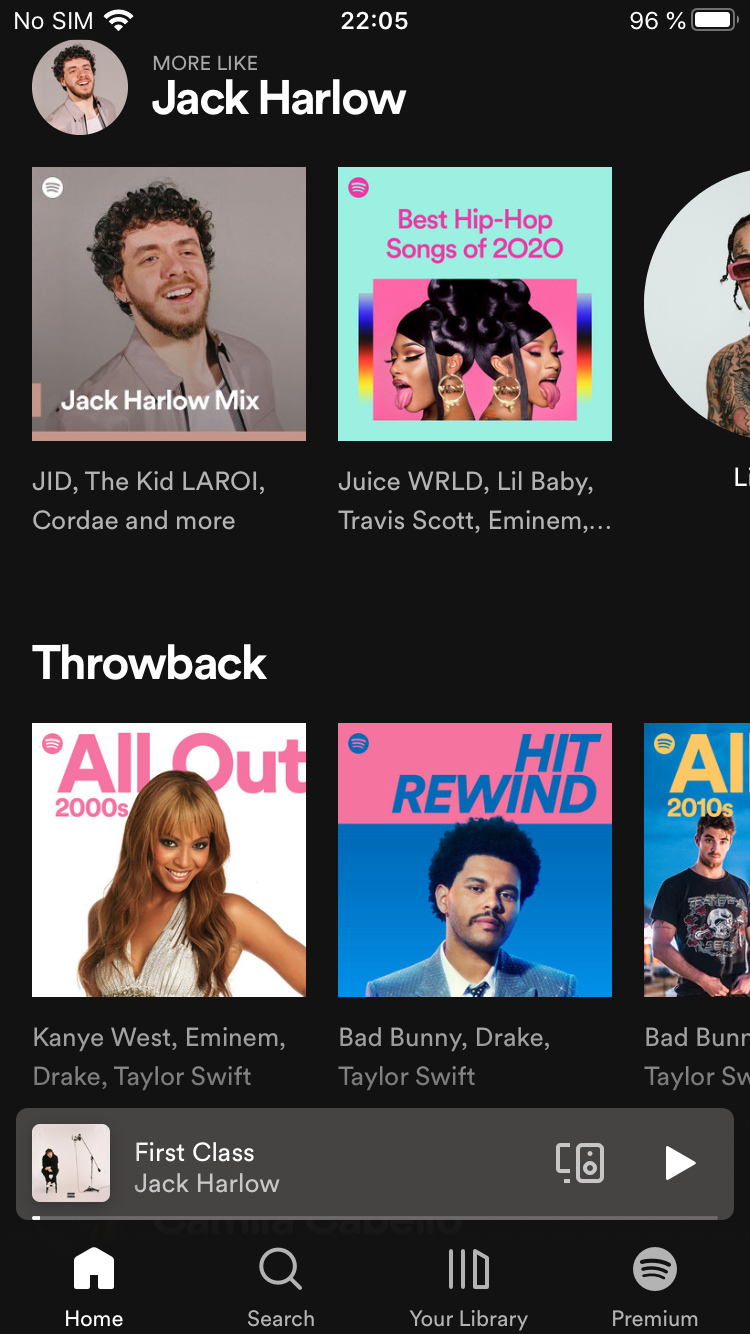 No SIM 22:05 96 %
MORE LIKE
Jack Harlow
Best Hip-Hop
Songs of 2020
Jack Harlow Mix
JID, The Kid LAROI,
Cordae and more
Juice WRLD, Lil Baby,
Travis Scott, Eminem,...
Li
Throwback
All Out
2000s
HIT
REWIND
All
2010s
Kanye West, Eminem,
Drake, Taylor Swift
Bad Bunny, Drake,
Taylor Swift
Bad Bunn
Taylor Sw
First Class
Jack Harlow
Camila Cabello
Home
Search
Your Library
Premium